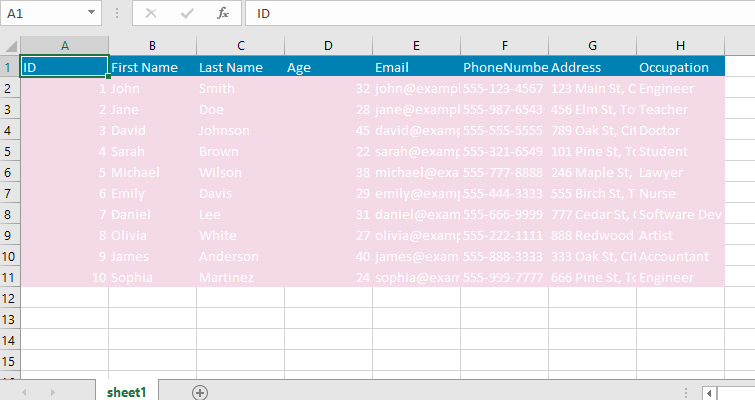 A1 fx ID
A B C D E F G H
1 ID First Name Last Name Age Email PhoneNumbe Address Occupation
2 1 John Smith 32 john@exampl 555-123-4567 123 Main St, C Engineer
3 2 Jane Doe 28 jane@exampl 555-987-6543 456 Elm St, To Teacher
4 3 David Johnson 45 david@exam 555-555-5555 789 Oak St, Cit Doctor
5 4 Sarah Brown 22 sarah@exam 555-321-6549 101 Pine St, To Student
6 5 Michael Wilson 38 michael@exa 555-777-8888 246 Maple St, Lawyer
7 6 Emily Davis 29 emily@exam 555-444-3333 555 Birch St, T Nurse
8 7 Daniel Lee 31 daniel@exam 555-666-9999 777 Cedar St, Software Dev
9 8 Olivia White 27 olivia@exam 555-222-1111 888 Redwood Artist
10 9 James Anderson 40 james@exam 555-888-3333 333 Oak St, Cit Accountant
11 10 Sophia Martinez 24 sophia@exam 555-999-7777 666 Pine St, To Engineer
12
13
14
15
sheet1